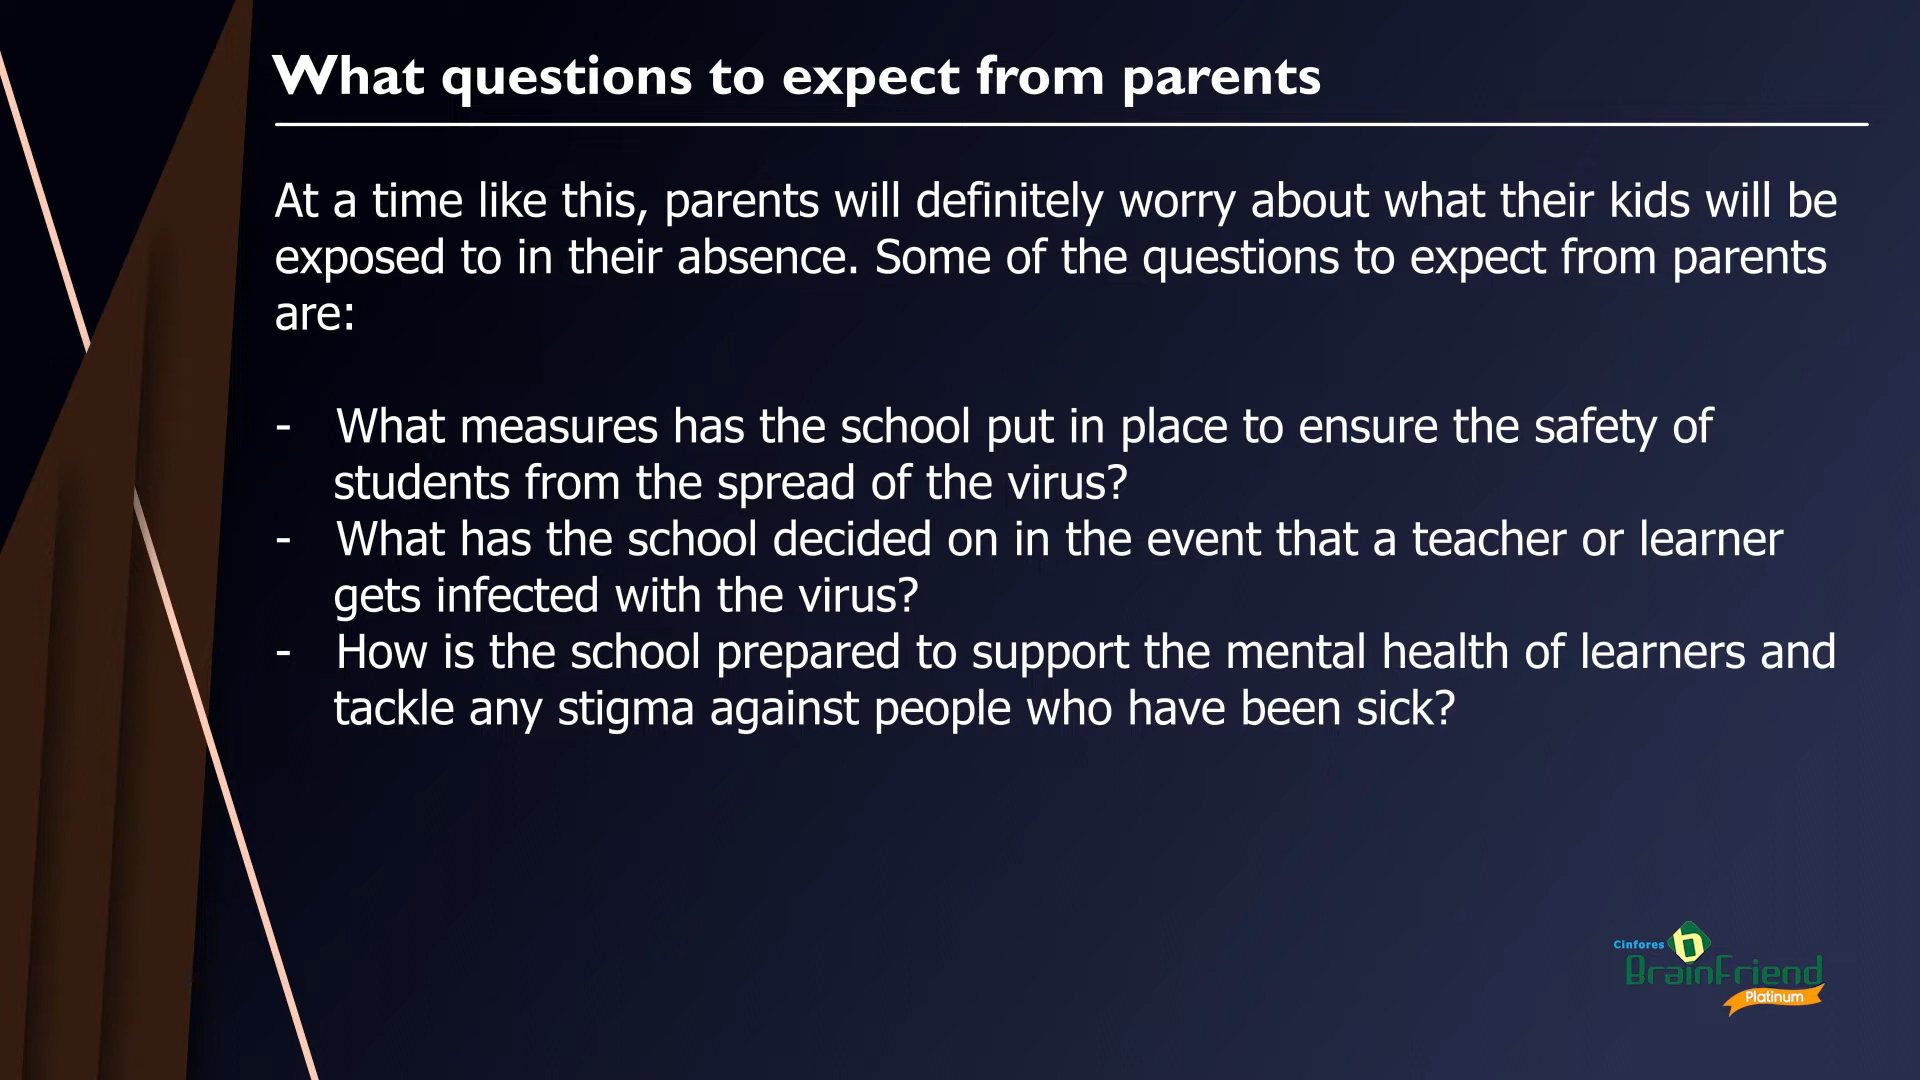 What questions to expect from parents
At a time like this, parents will definitely worry about what their kids will be
exposed to in their absence. Some of the questions to expect from parents
are:
- What measures has the school put in place to ensure the safety of
students from the spread of the virus?
- What has the school decided on in the event that a teacher or learner
gets infected with the virus?
- How is the school prepared to support the mental health of learners and
tackle any stigma against people who have been sick?
Cinfores
BrainFriend
Platinum